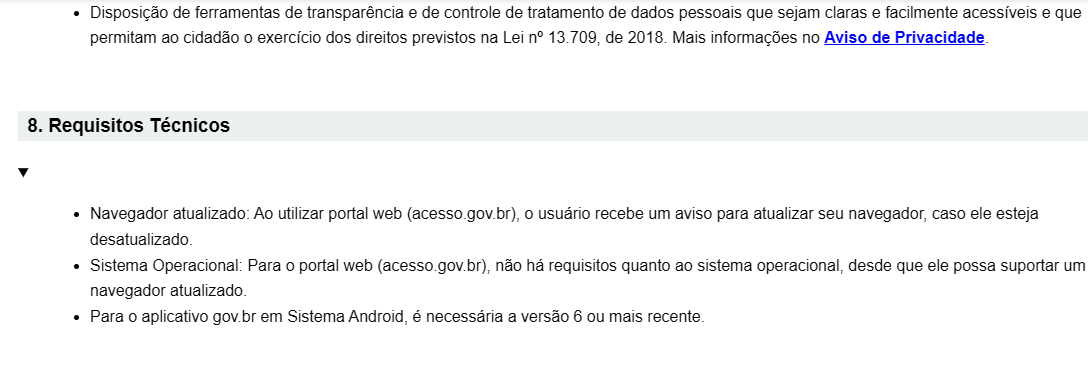 • Disposição de ferramentas de transparência e de controle de tratamento de dados pessoais que sejam claras e facilmente acessíveis e que
permitam ao cidadão o exercício dos direitos previstos na Lei nº 13.709, de 2018. Mais informações no Aviso de Privacidade.
8. Requisitos Técnicos
• Navegador atualizado: Ao utilizar portal web (acesso.gov.br), o usuário recebe um aviso para atualizar seu navegador, caso ele esteja
desatualizado.
• Sistema Operacional: Para o portal web (acesso.gov.br), não há requisitos quanto ao sistema operacional, desde que ele possa suportar um
navegador atualizado.
• Para o aplicativo gov.br em Sistema Android, é necessária a versão 6 ou mais recente.